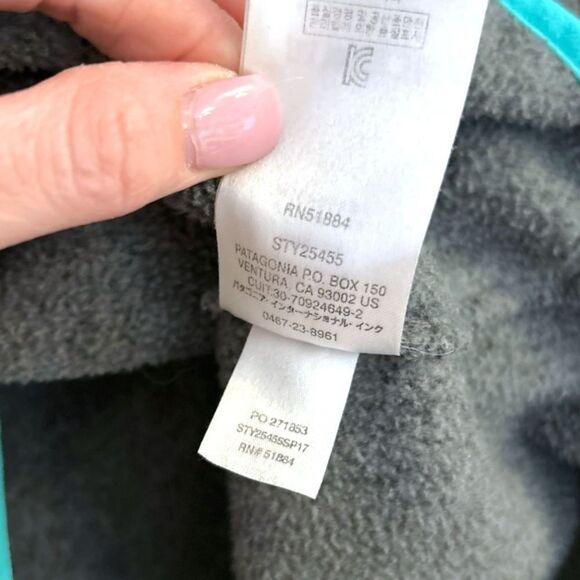 RN51884
STY25455
PATAGONIA P.O. BOX 150
VENTURA, CA 93002 US
CUIT:30-70924649-2
パタゴニア・インターナショナル・インク
0467-23-8961
PO 271853
STY25455SP17
RN# 51884